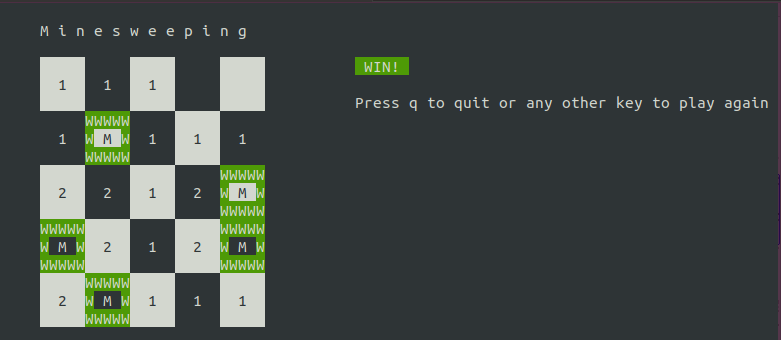 M i n e s w e e p i n g
WIN!
1 1 1
Press q to quit or any other key to play again
WWWWW
1 W M W 1 1 1
WWWWW
WWWWW
2 2 1 2 W M W
WWWWW
WWWWW WWWWW
W M W 2 1 2 W M W
WWWWW WWWWW
WWWWW
2 W M W 1 1 1
WWWWW